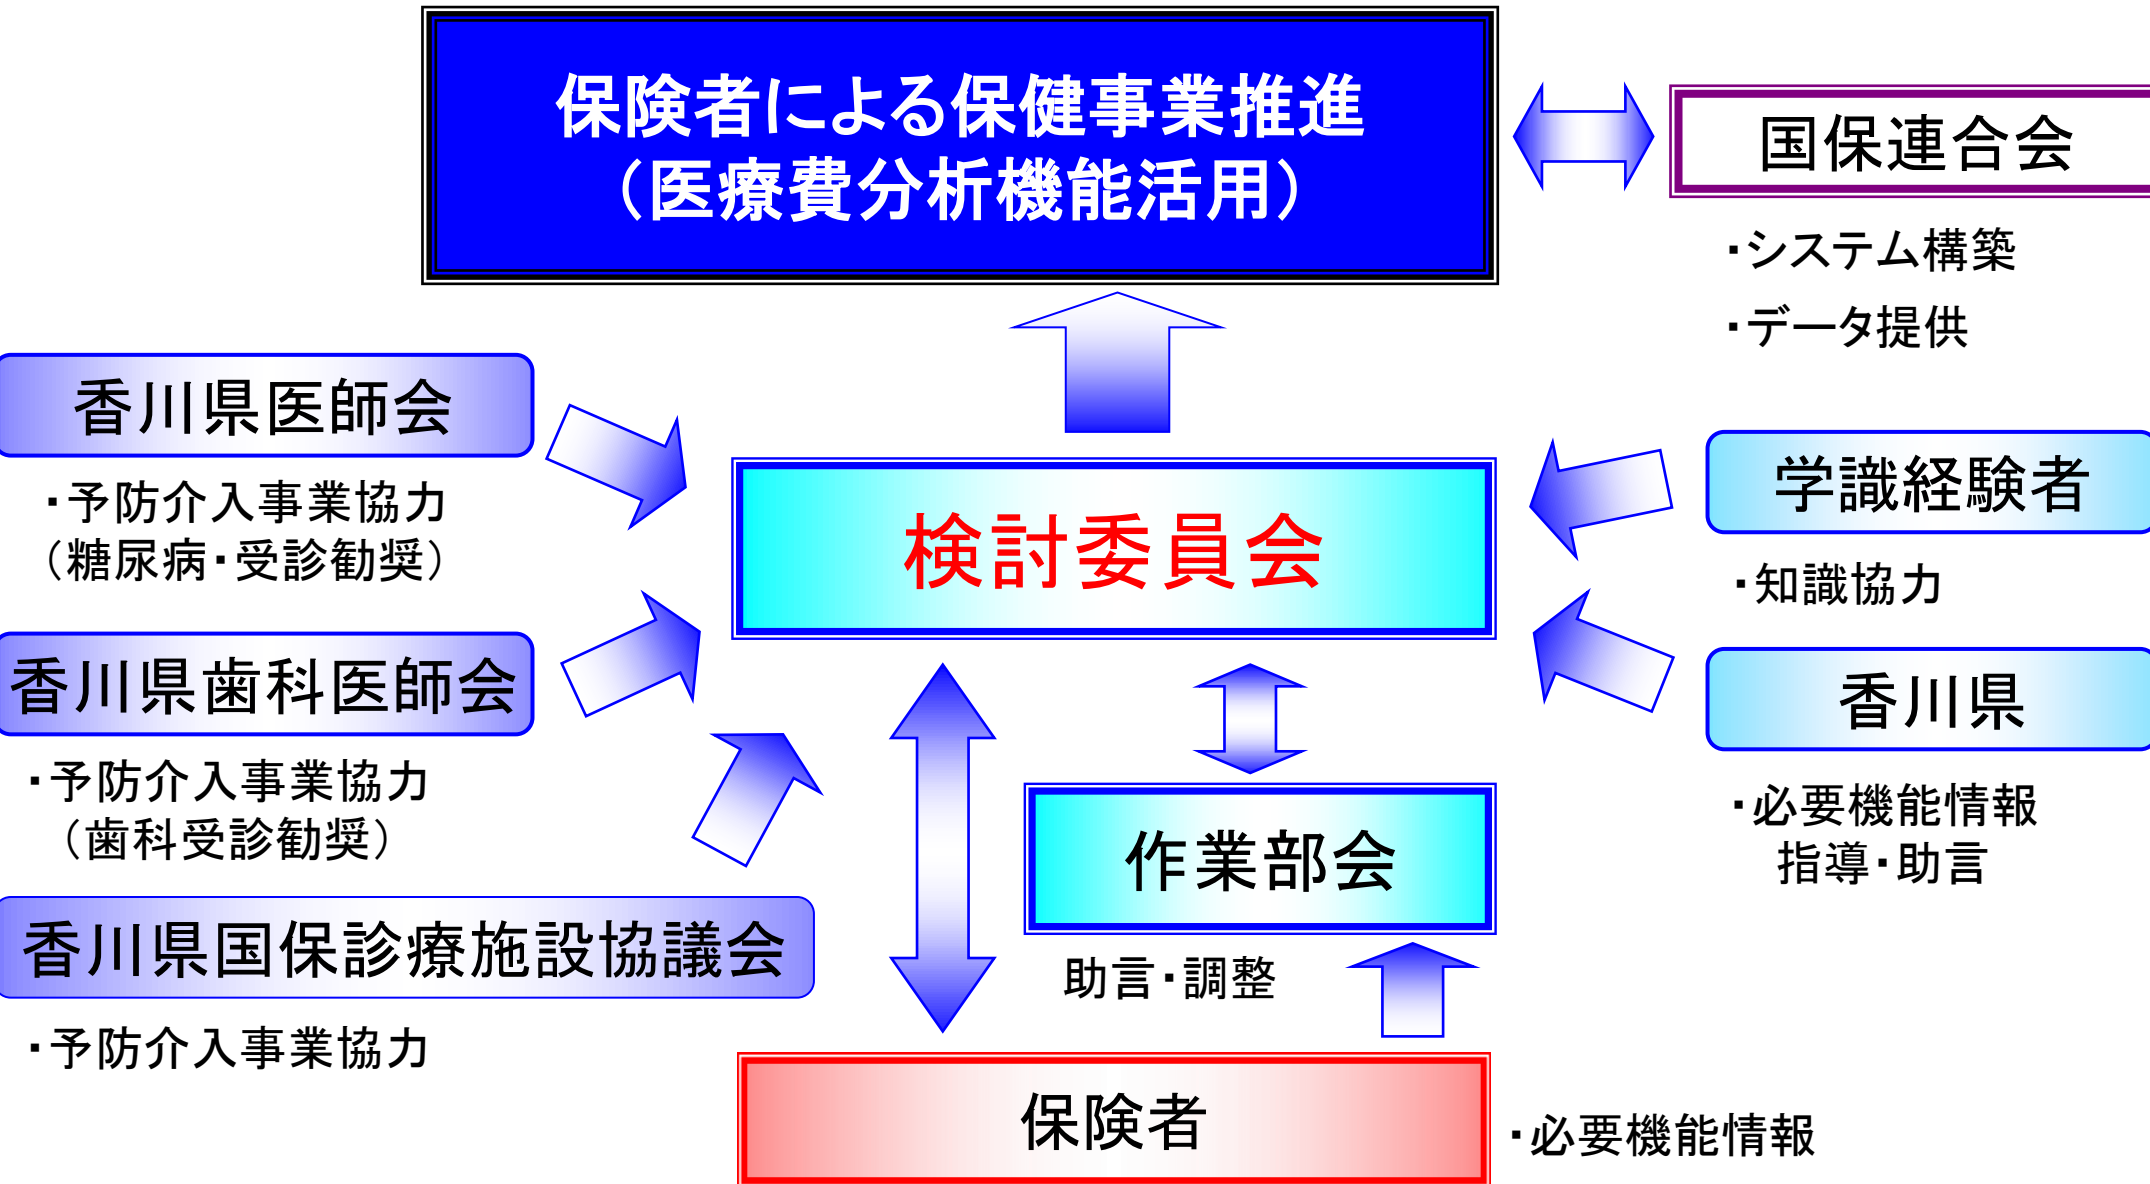 保険者による保健事業推進
（医療費分析機能活用）
国保連合会
・システム構築
・データ提供
香川県医師会
・予防介入事業協力
（糖尿病・受診勧奨）
香川県歯科医師会
・予防介入事業協力
（歯科受診勧奨）
香川県国保診療施設協議会
・予防介入事業協力
検討委員会
学識経験者
・知識協力
香川県
・必要機能情報
指導・助言
作業部会
助言・調整
保険者
・必要機能情報